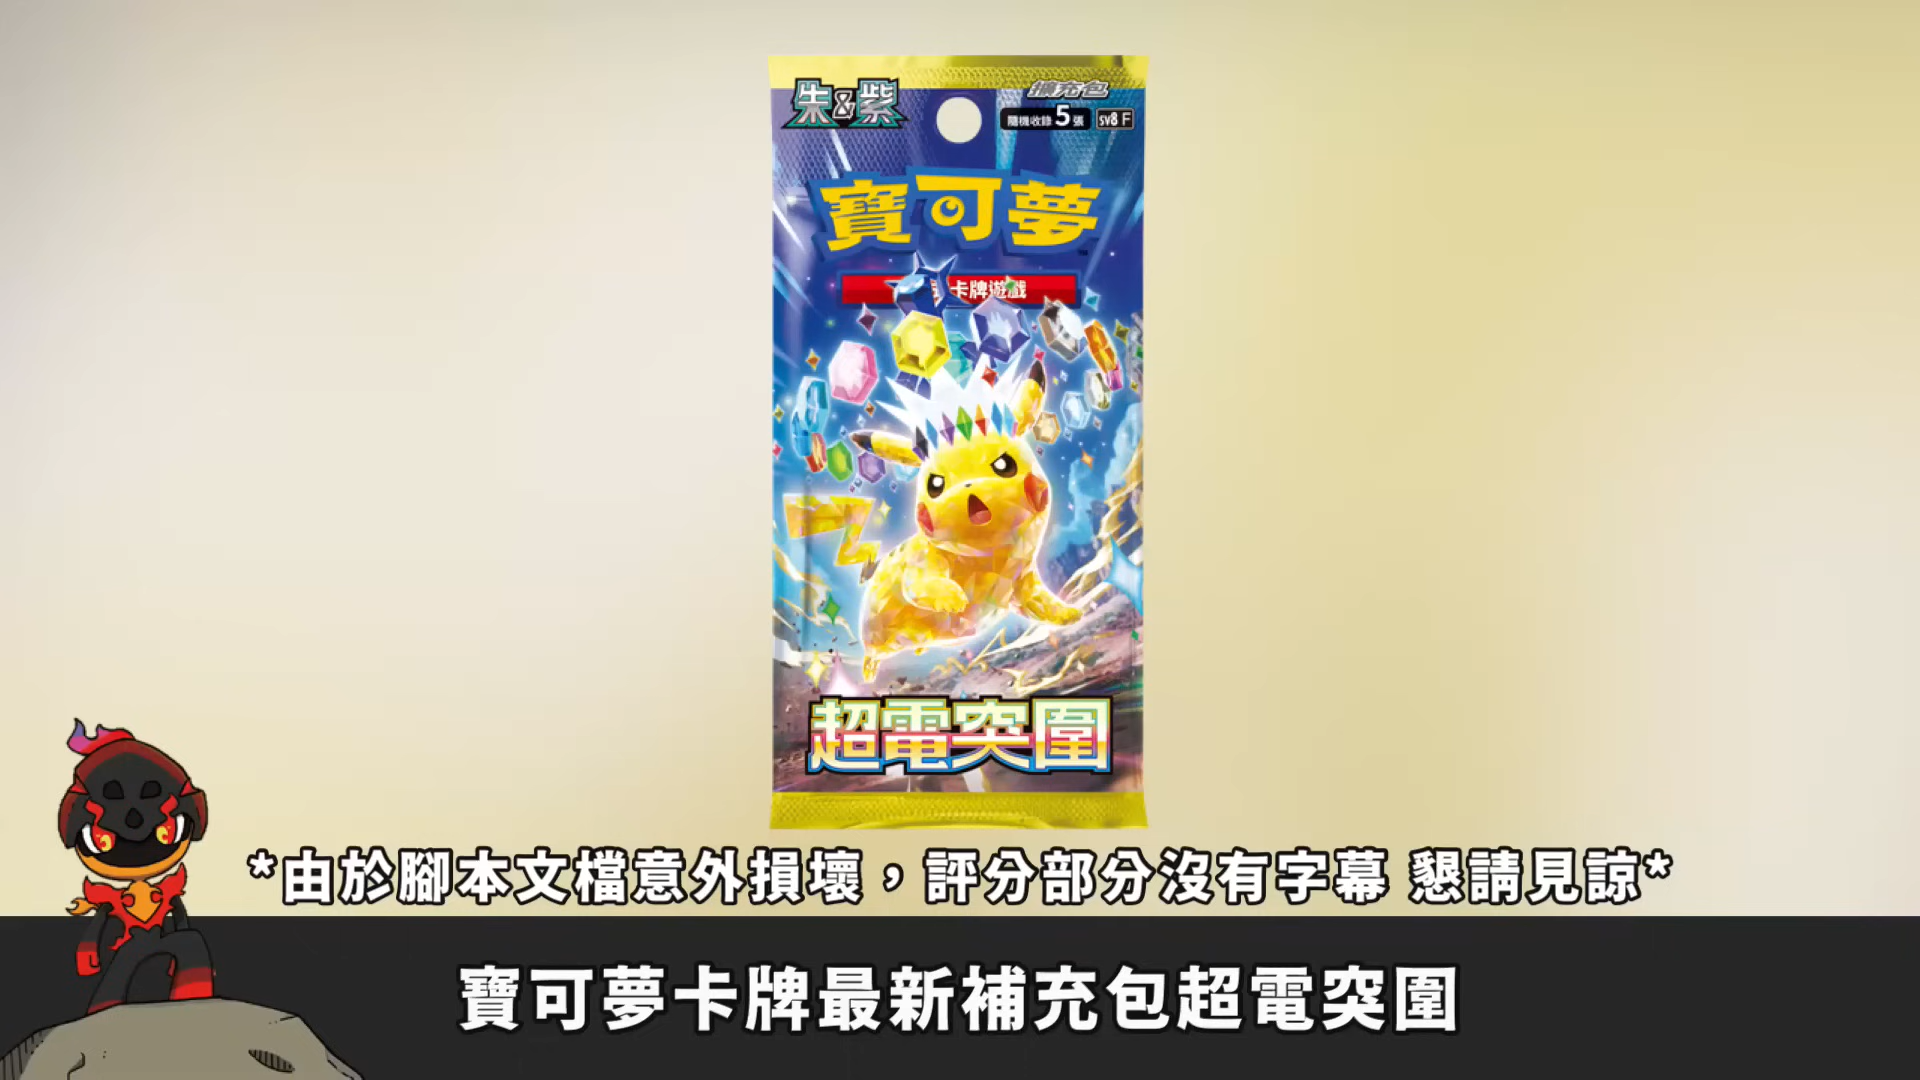 朱&紫
擴充包
隨機收錄5張 SV8 F
寶可夢
卡牌遊戲
超電突圍
*由於腳本文檔意外損壞，評分部分沒有字幕 懇請見諒*
寶可夢卡牌最新補充包超電突圍